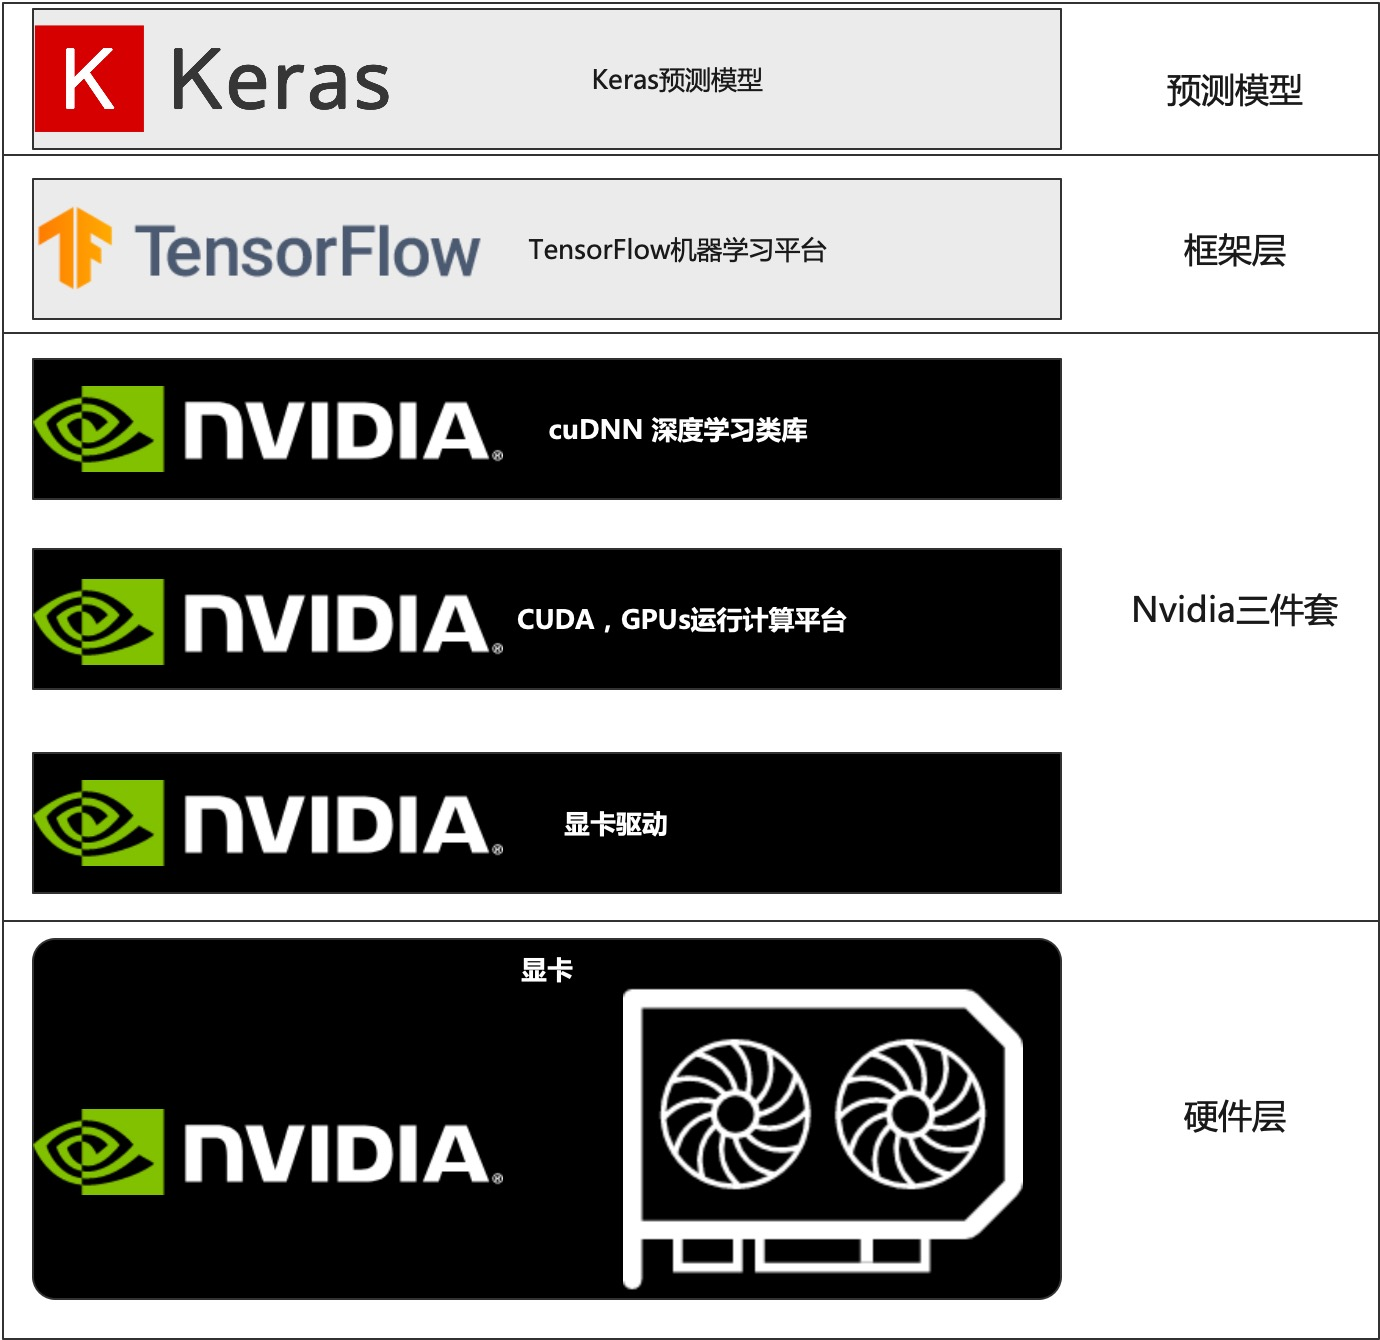 K Keras
Keras预测模型
预测模型
TensorFlow
TensorFlow机器学习平台
框架层
NVIDIA®
cuDNN 深度学习类库
NVIDIA®
CUDA，GPUs运行计算平台
Nvidia三件套
NVIDIA®
显卡驱动
显卡
NVIDIA®
硬件层